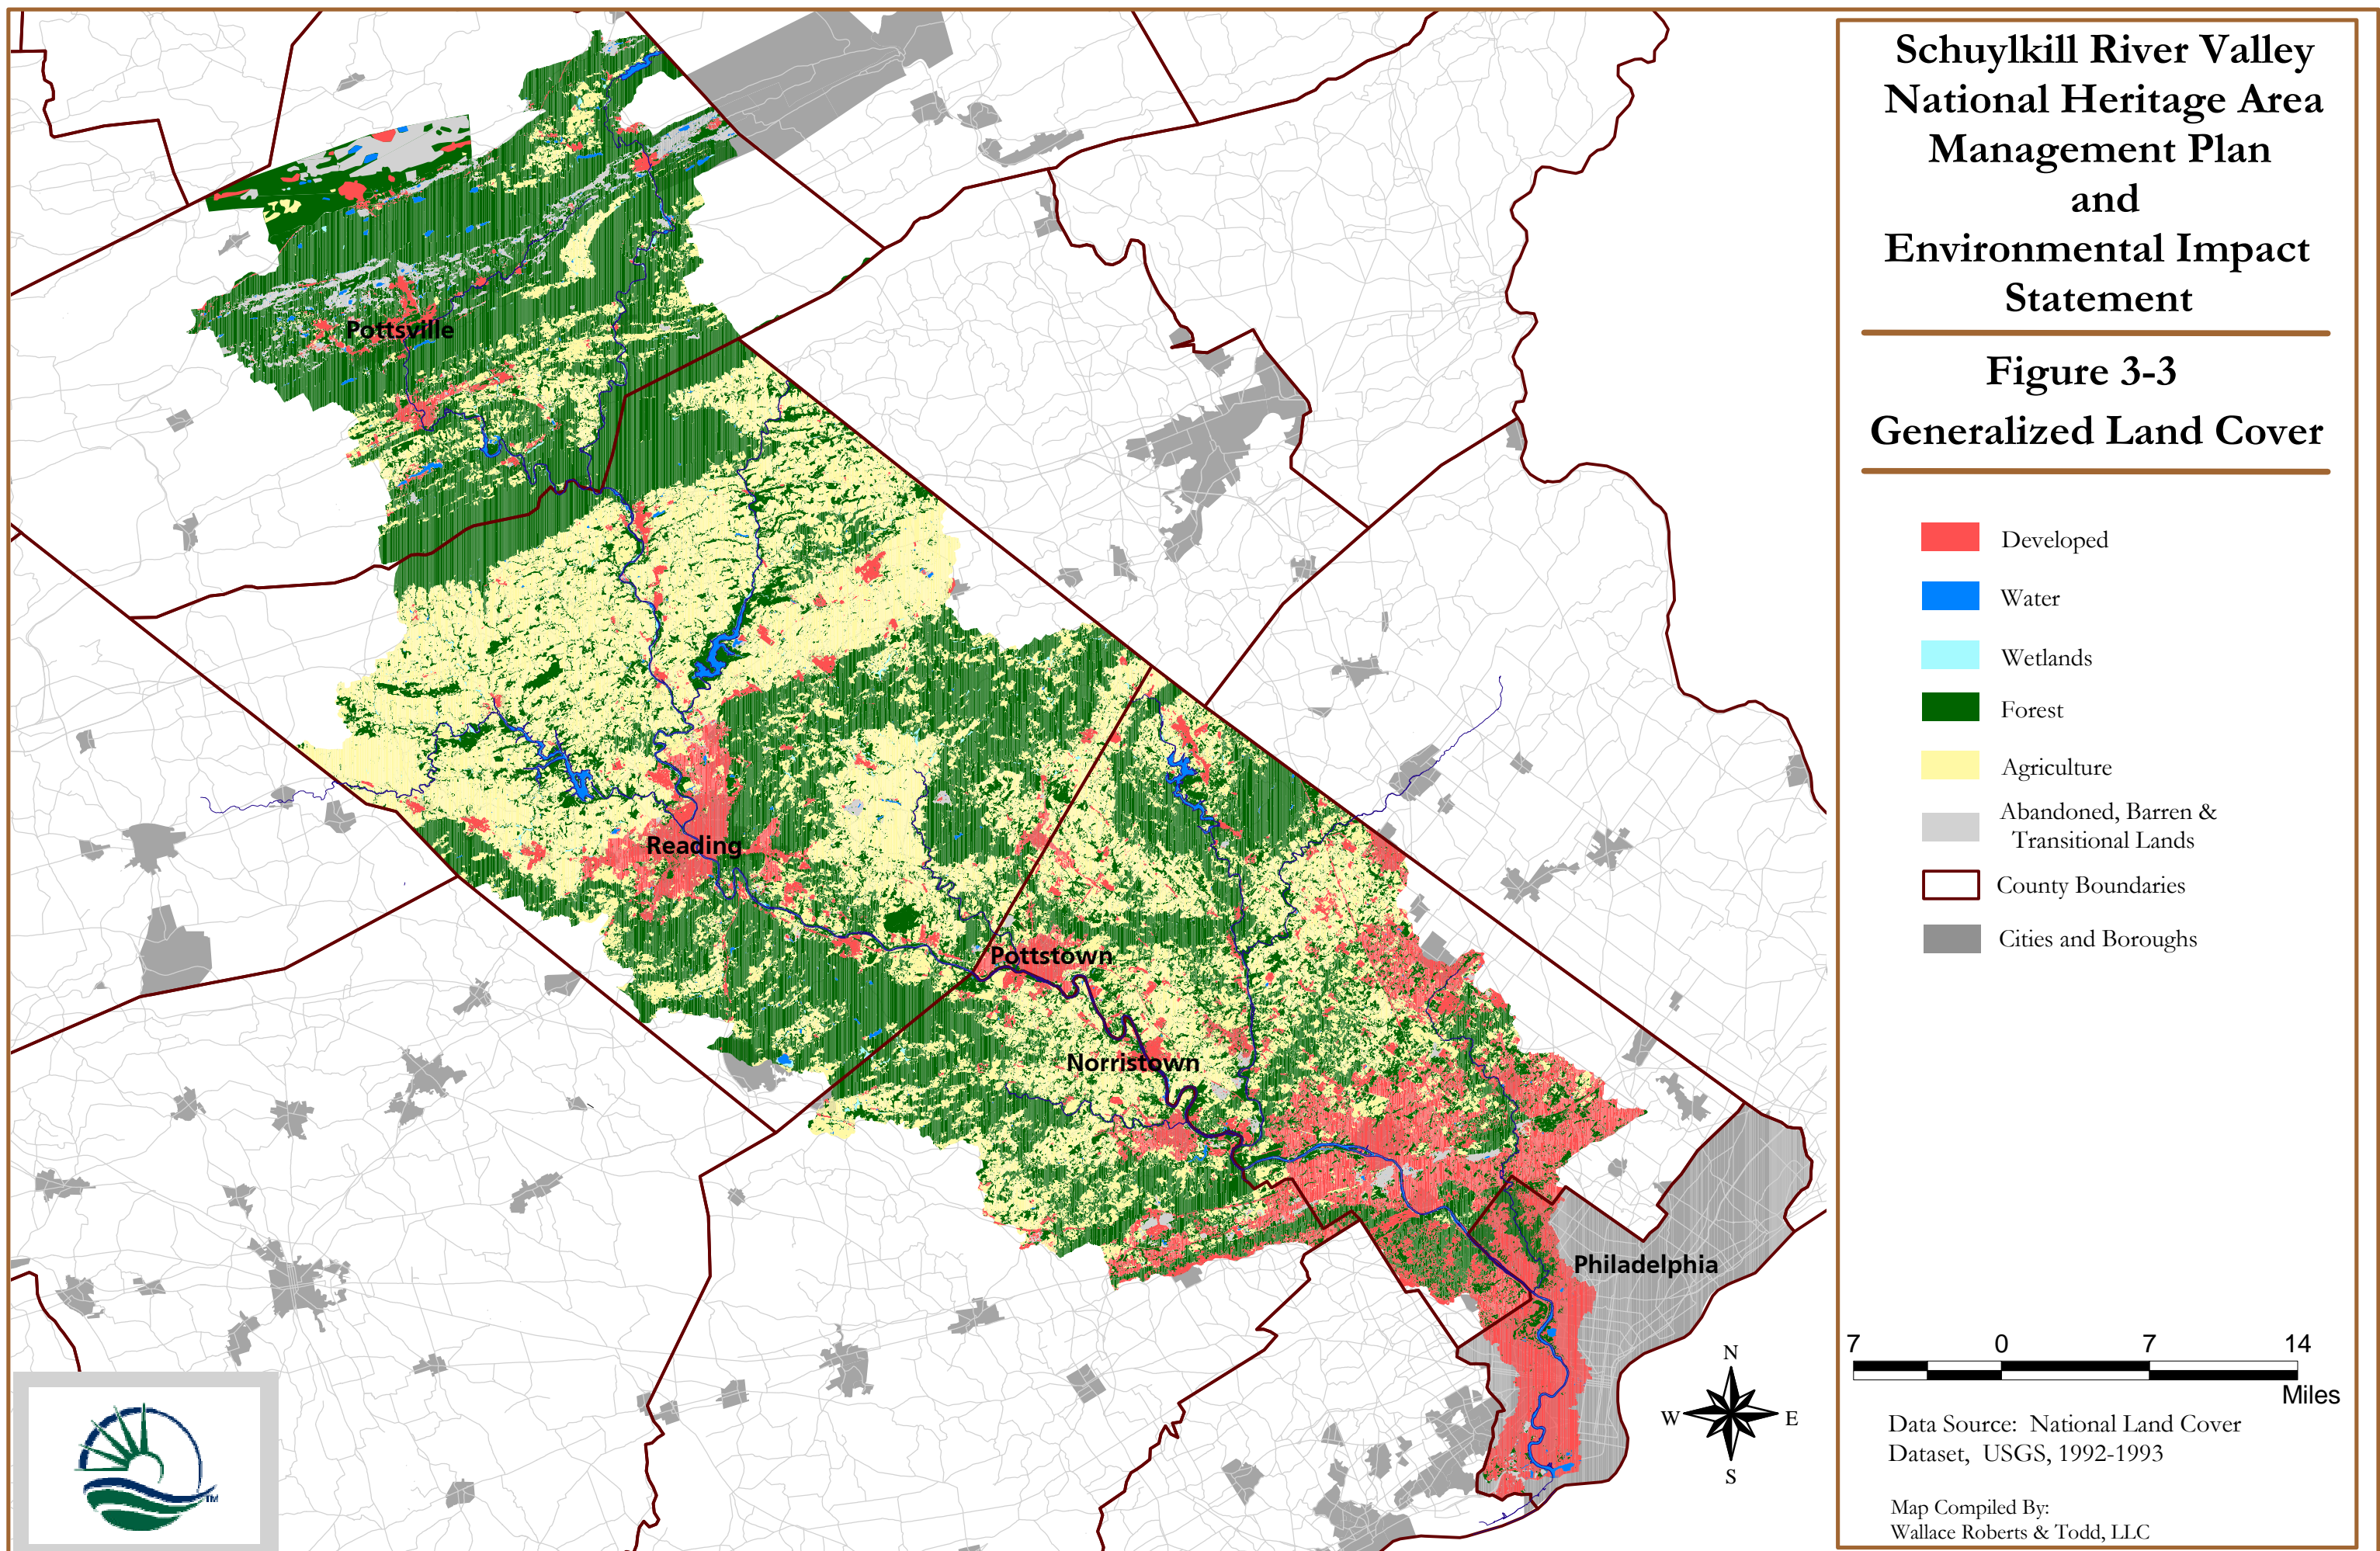 Schuylkill River Valley
National Heritage Area
Management Plan
and
Environmental Impact
Statement
Figure 3-3
Generalized Land Cover
Developed
Water
Wetlands
Forest
Agriculture
Abandoned, Barren &
Transitional Lands
County Boundaries
Cities and Boroughs
Pottsville
Reading
Pottstown
Norristown
Philadelphia
N
W E
S
7 0 7 14
Miles
Data Source: National Land Cover
Dataset, USGS, 1992-1993
Map Compiled By:
Wallace Roberts & Todd, LLC
TM